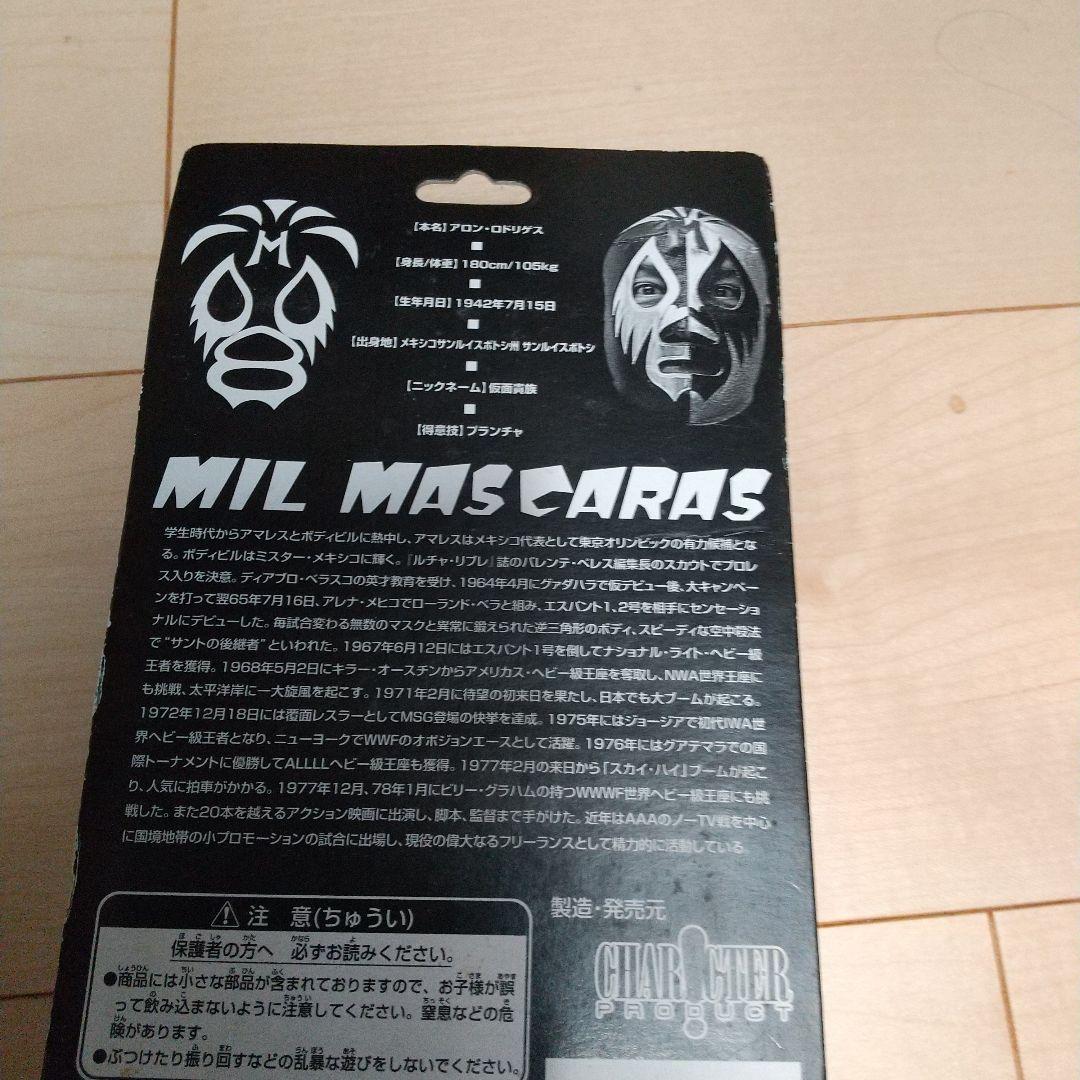 M
【本名】アロン・ロドリゲス
【身長/体重】180cm/105kg
【生年月日】1942年7月15日
【出身地】メキシコサンルイスポトシ州 サンルイスポトシ
【ニックネーム】仮面貴族
【得意技】プランチャ
MIL MASCARAS
学生時代からアマレスとボディビルに熱中し、アマレスはメキシコ代表として東京オリンピックの有力候補とな
る。ボディビルはミスター・メキシコに輝く。『ルチャ・リブレ』誌のバレンテ・ペレス編集長のスカウトでプロレ
ス入りを決意。ディアブロ・ベラスコの英才教育を受け、1964年4月にグァダハラで仮デビュー後、大キャンペー
ンを打って翌65年7月16日、アレナ・メヒコでローランド・ベラと組み、エスパント1、2号を相手にセンセーショ
ナルにデビューした。毎試合変わる無数のマスクと異常に鍛えられた逆三角形のボディ、スピーディな空中殺法
で“サントの後継者”といわれた。1967年6月12日にはエスパント1号を倒してナショナル・ライト・ヘビー級
王者を獲得。1968年5月2日にキラー・オースチンからアメリカス・ヘビー級王座を奪取し、NWA世界王座に
も挑戦、太平洋岸に一大旋風を起こす。1971年2月に待望の初来日を果たし、日本でも大ブームが起こる。
1972年12月18日には覆面レスラーとしてMSG登場の快挙を達成。1975年にはジョージアで初代IWA世
界ヘビー級王者となり、ニューヨークでWWFのオポジョンエースとして活躍。1976年にはグアテマラでの国
際トーナメントに優勝してALLLLヘビー級王座も獲得。1977年2月の来日から「スカイ・ハイ」ブームが起こ
り、人気に拍車がかかる。1977年12月、78年1月にビリー・グラハムの持つWWWF世界ヘビー級王座にも挑
戦した。また20本を越えるアクション映画に出演し、脚本、監督まで手がけた。近年はAAAのノーTV戦を中心
に国境地帯の小プロモーションの試合に出場し、現役の偉大なるフリーランスとして精力的に活動している。
注 意(ちゅうい)
保護者の方へ 必ずお読みください。
●商品には小さな部品が含まれておりますので、お子様が誤
って飲み込まないように注意してください。窒息などの危
険があります。
●ぶつけたり振り回すなどの乱暴な遊びをしないでください。
製造・発売元
CHARACTER
PRODUCT